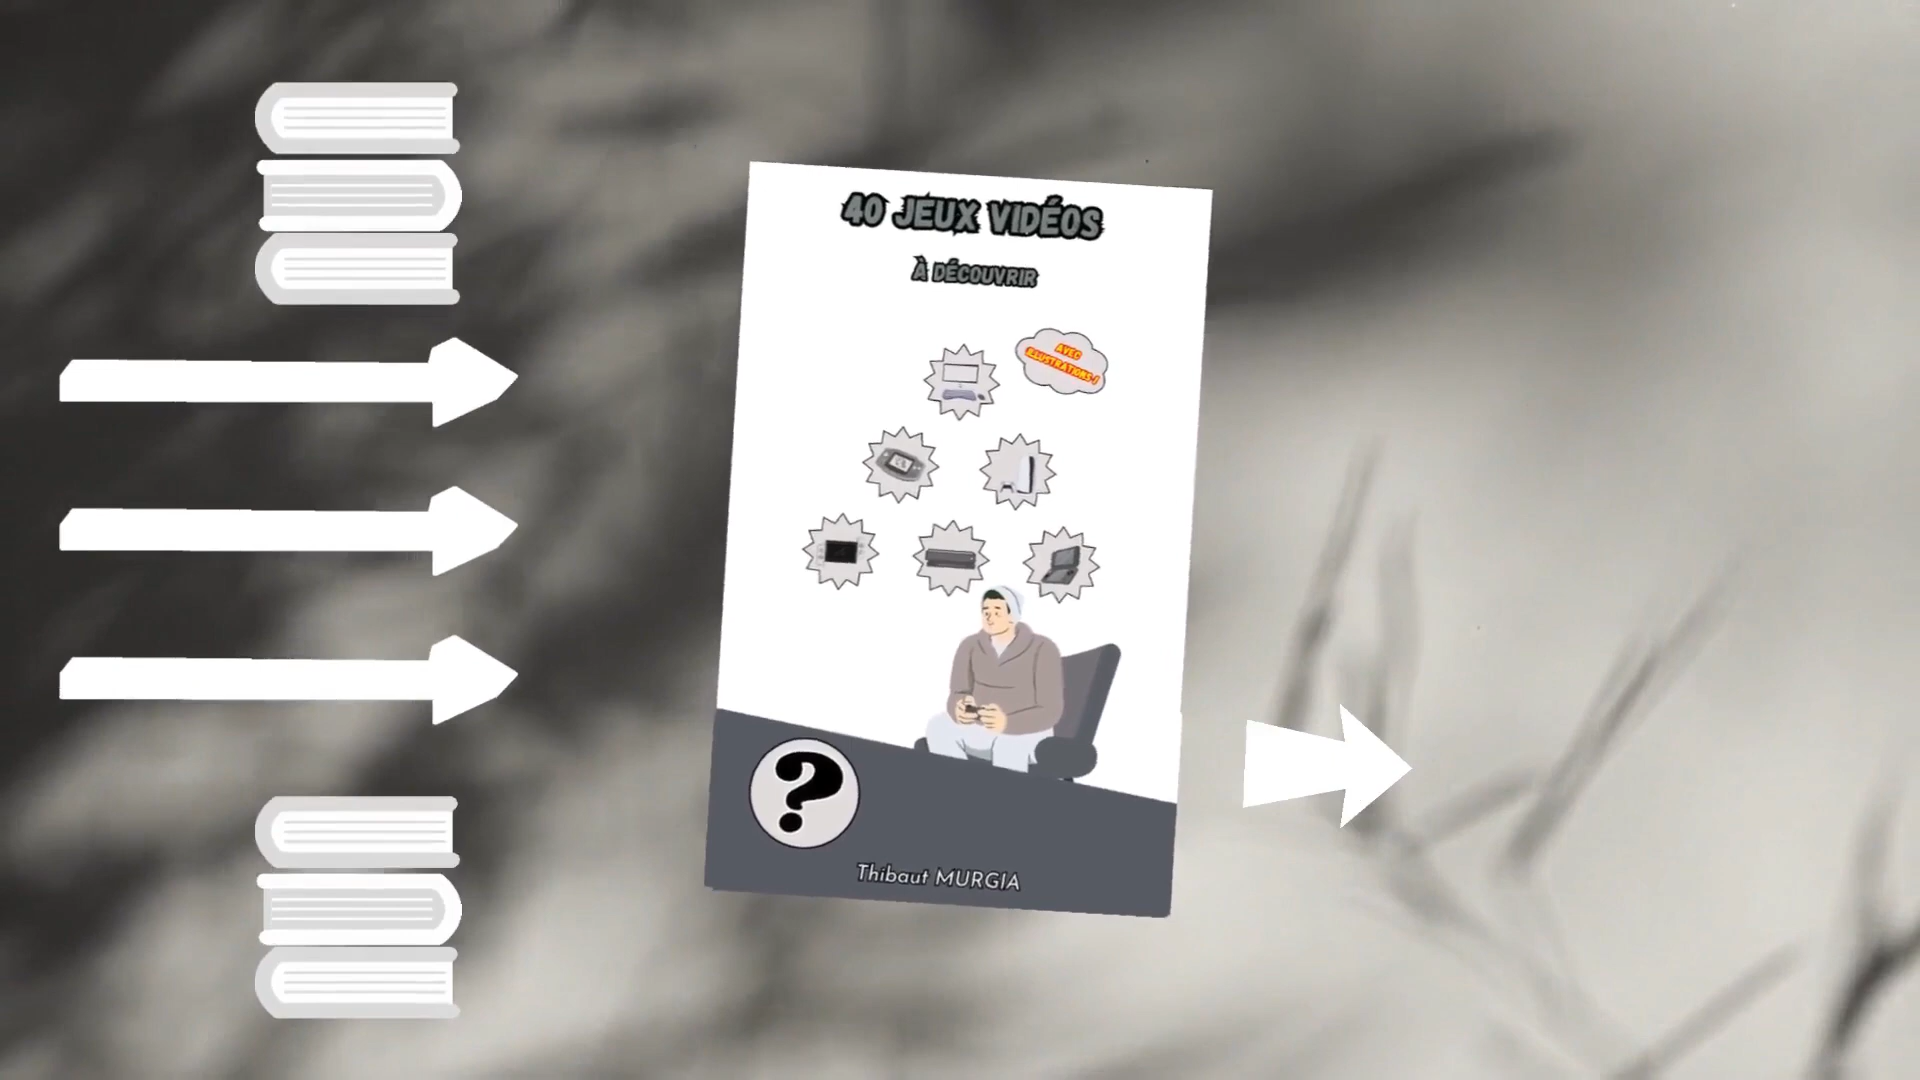 40 JEUX VIDÉOS
À DÉCOUVRIR
AVEC
ILLUSTRATIONS !
?
Thibaut MURGIA